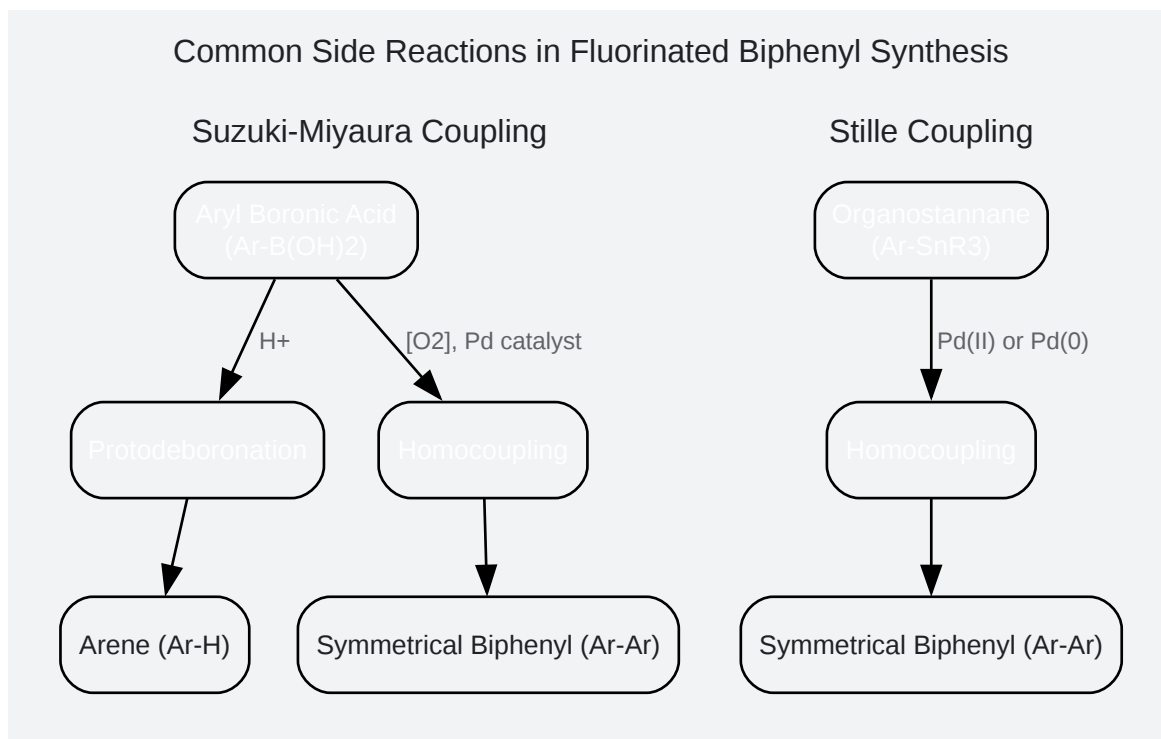 Common Side Reactions in Fluorinated Biphenyl Synthesis
Suzuki-Miyaura Coupling
Aryl Boronic Acid
(Ar-B(OH)2)
H+
[O2], Pd catalyst
Protodeboronation
Homocoupling
Arene (Ar-H)
Symmetrical Biphenyl (Ar-Ar)
Stille Coupling
Organostannane
(Ar-SnR3)
Pd(II) or Pd(0)
Homocoupling
Symmetrical Biphenyl (Ar-Ar)